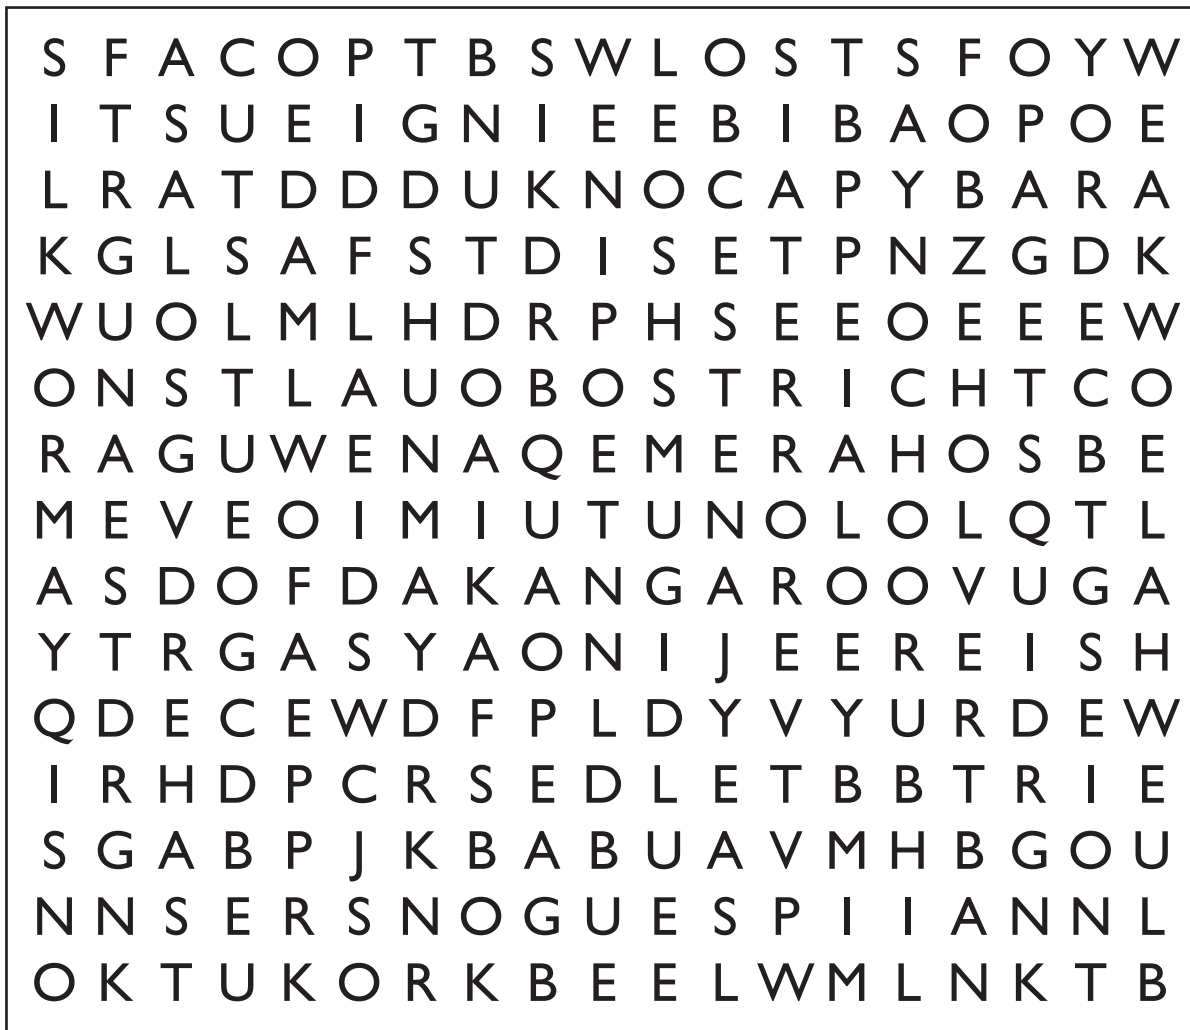 S F A C O P T B S W L O S T S F O Y W
I T S U E I G N I E E B I B A O P O E
L R A T D D D U K N O C A P Y B A R A
K G L S A F S T D I S E T P N Z G D K
W U O L M L H D R P H S E E O E E E W
O N S T L A U O B O S T R I C H T C O
R A G U W E N A Q E M E R A H O S B E
M E V E O I M I U T U N O L O L Q T L
A S D O F D A K A N G A R O O V U G A
Y T R G A S Y A O N I J E E R E I S H
Q D E C E W D F P L D Y V Y U R D E W
I R H D P C R S E D L E T B B T R I E
S G A B P J K B A B U A V M H B G O U
N N S E R S N O G U E S P I I A N N L
O K T U K O R K B E E L W M L N K T B